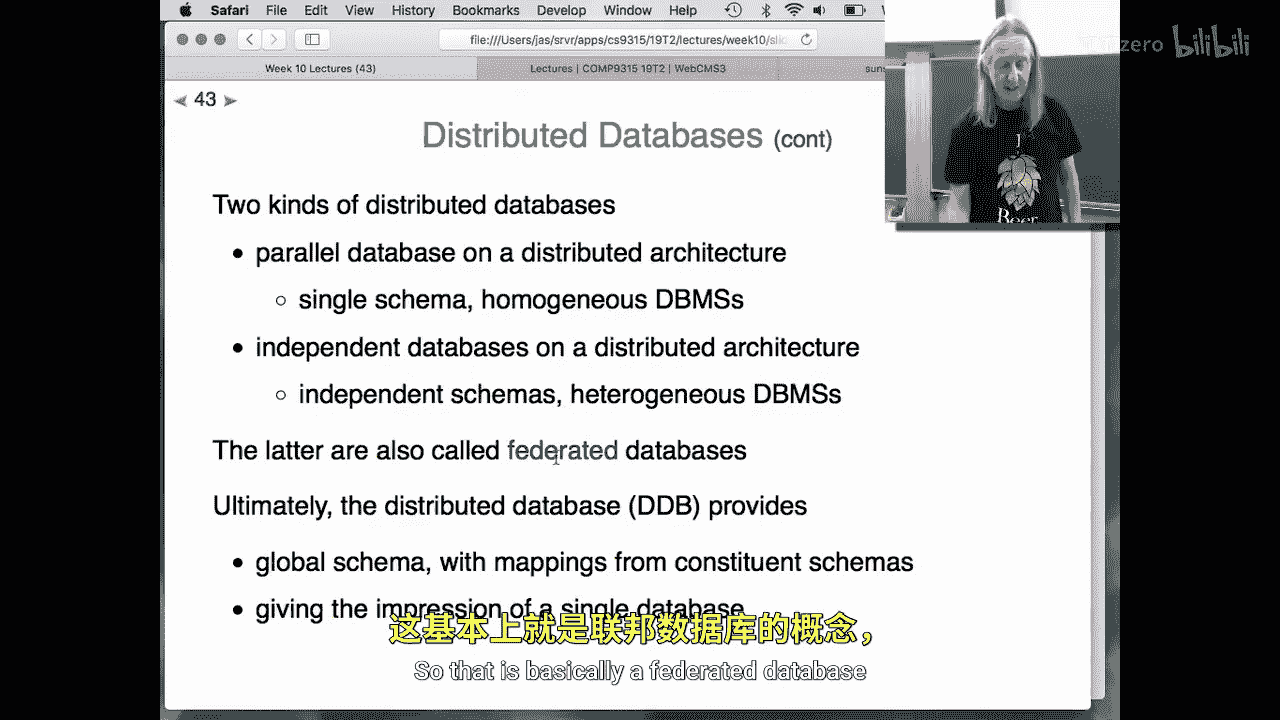 Safari File Edit View History Bookmarks Develop Window Help
zero bilibili
file:///Users/jas/srvr/apps/cs9315/19T2/lectures/week10/slic
Week 10 Lectures (43)
Lectures | COMP9315 19T2 | WebCMS3
43
Distributed Databases (cont)
Beer
Two kinds of distributed databases
• parallel database on a distributed architecture
○ single schema, homogeneous DBMSs
• independent databases on a distributed architecture
○ independent schemas, heterogeneous DBMSs
The latter are also called federated databases
Ultimately, the distributed database (DDB) provides
• global schema, with mappings from constituent schemas
• giving the impression of a single database
这基本上就是联邦数据库的概念，
So that is basically a federated database